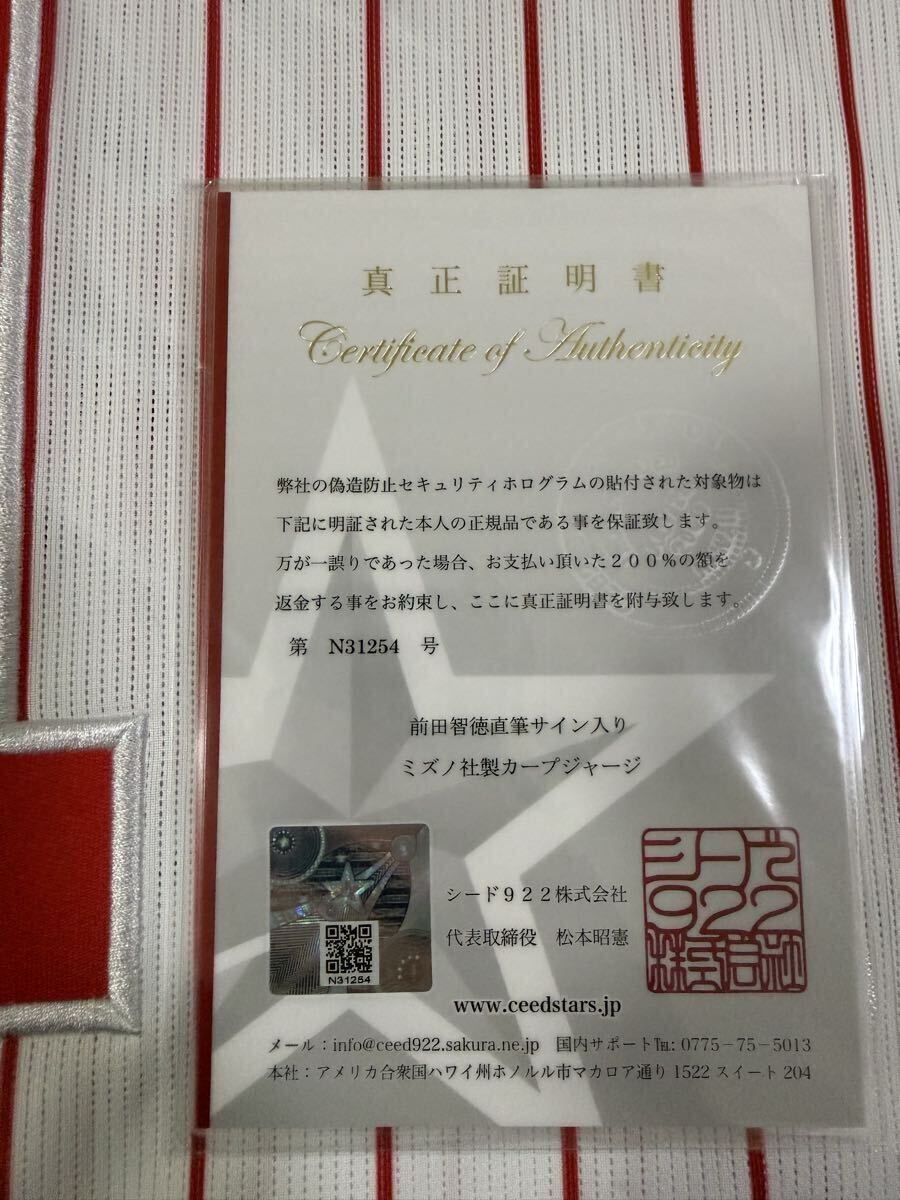 真正証明書
Certificate of Authenticity
弊社の偽造防止セキュリティホログラムの貼付された対象物は
下記に明証された本人の正規品である事を保証致します。
万が一誤りであった場合、お支払い頂いた２００％の額を
返金する事をお約束し、ここに真正証明書を附与致します。
第 N31254 号
前田智徳直筆サイン入り
ミズノ社製カープジャージ
N31254
シード９２２株式会社
代表取締役 松本昭憲
シード
922
株式会社
www.ceedstars.jp
メール：info@ceed922.sakura.ne.jp 国内サポート℡: 0775－75－5013
本社：アメリカ合衆国ハワイ州ホノルル市マカロア通り 1522 スイート 204